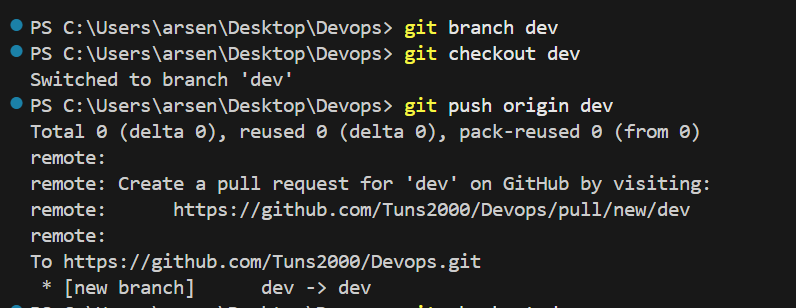 PS C:\Users\arsen\Desktop\Devops> git branch dev
PS C:\Users\arsen\Desktop\Devops> git checkout dev
Switched to branch 'dev'
PS C:\Users\arsen\Desktop\Devops> git push origin dev
Total 0 (delta 0), reused 0 (delta 0), pack-reused 0 (from 0)
remote:
remote: Create a pull request for 'dev' on GitHub by visiting:
remote:      https://github.com/Tuns2000/Devops/pull/new/dev
remote:
To https://github.com/Tuns2000/Devops.git
 * [new branch]      dev -> dev